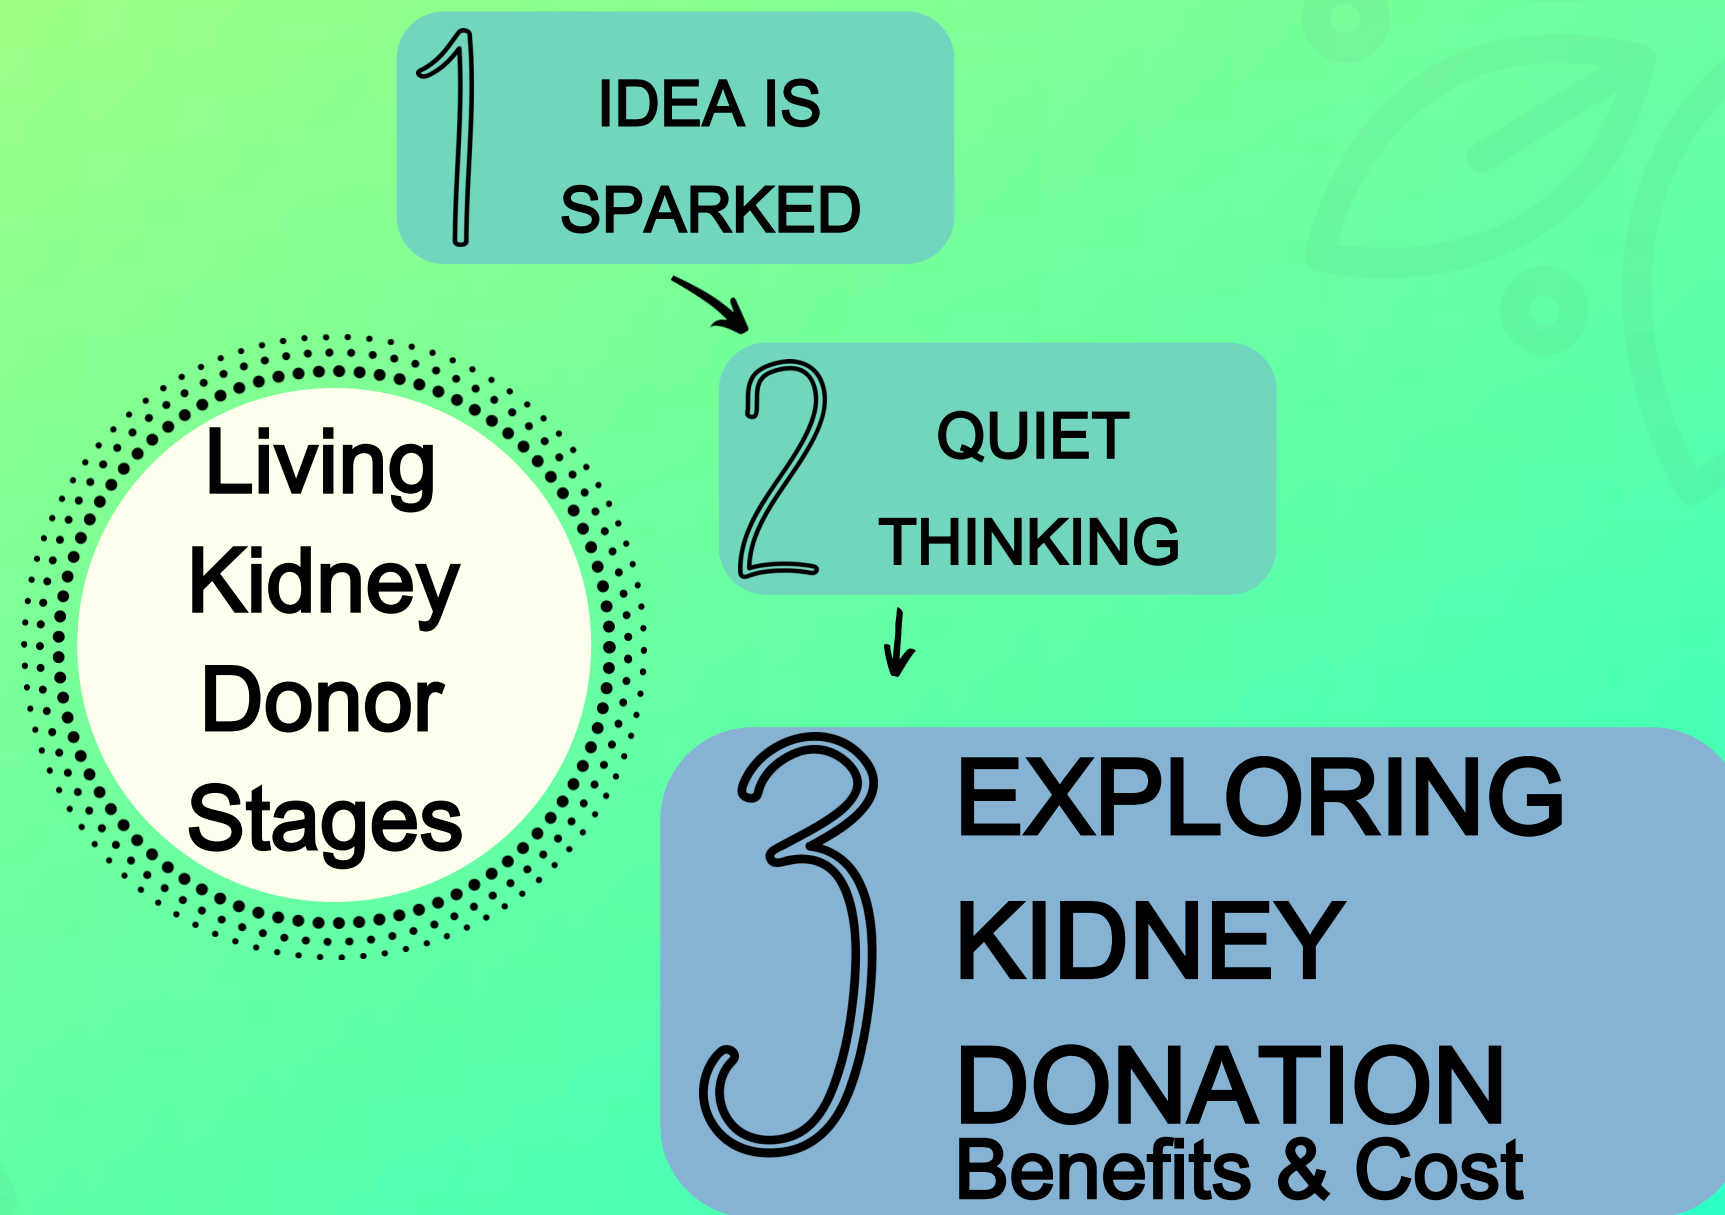 1
IDEA IS
SPARKED
2
QUIET
THINKING
Living
Kidney
Donor
Stages
3
EXPLORING
KIDNEY
DONATION
Benefits & Cost